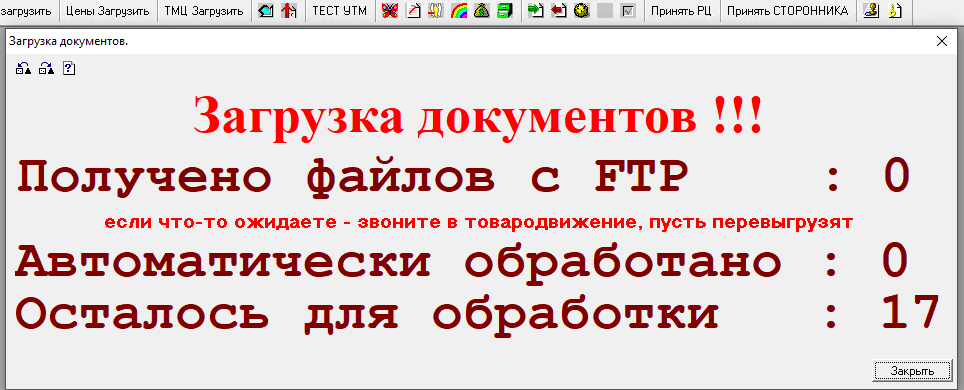 загрузить Цены Загрузить ТМЦ Загрузить ТЕСТ УТМ Принять РЦ Принять СТОРОННИКА
Загрузка документов.
Загрузка документов !!!
Получено файлов с FTP : 0
если что-то ожидаете - звоните в товародвижение, пусть перевыгрузят
Автоматически обработано : 0
Осталось для обработки : 17
Закрыть